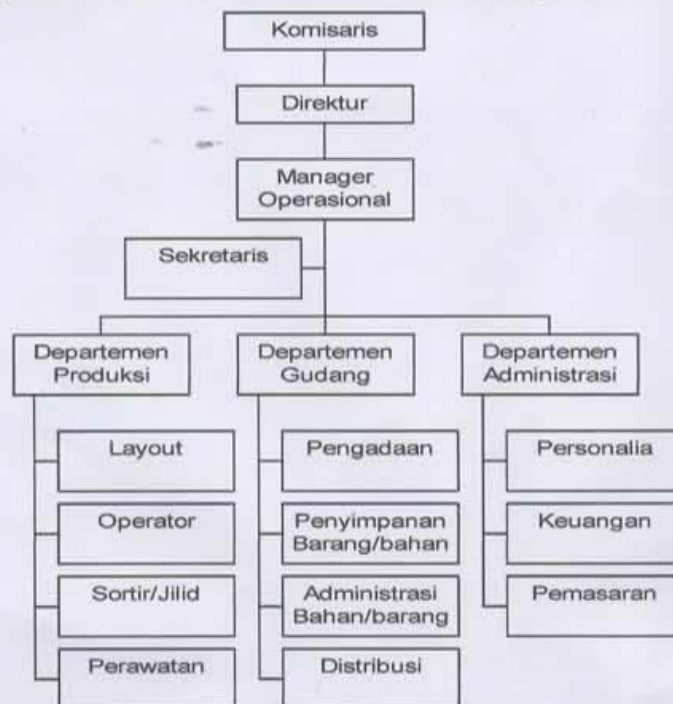 Komisaris
Direktur
Manager
Operasional
Sekretaris
Departemen
Produksi
Departemen
Gudang
Departemen
Administrasi
Layout
Pengadaan
Personalia
Operator
Penyimpanan
Barang/bahan
Keuangan
Sortir/Jilid
Administrasi
Bahan/barang
Pemasaran
Perawatan
Distribusi